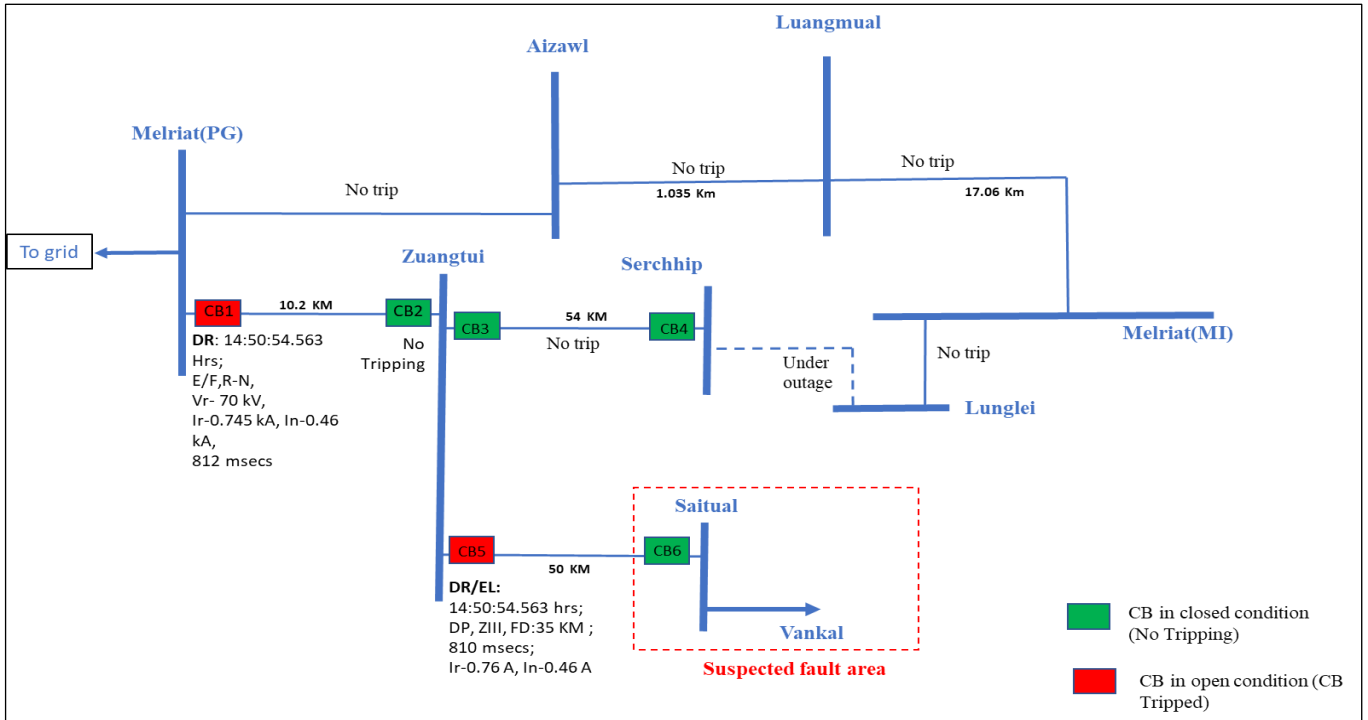 Luangmual
Aizawl
Melriat(PG)
No trip
No trip
No trip
1.035 Km
17.06 Km
To grid
Zuangtui
Serchhip
CB1
10.2 KM
CB2
CB3
54 KM
CB4
No trip
No
Tripping
Melriat(MI)
DR: 14:50:54.563
Hrs;
E/F,R-N,
Vr- 70 kV,
Ir-0.745 kA, In-0.46
kA,
812 msecs
Under
outage
No trip
Lunglei
Saitual
CB5
50 KM
CB6
DR/EL:
14:50:54.563 hrs;
DP, ZIII, FD:35 KM ;
810 msecs;
Ir-0.76 A, In-0.46 A
Vankal
Suspected fault area
CB in closed condition
(No Tripping)
CB in open condition (CB
Tripped)